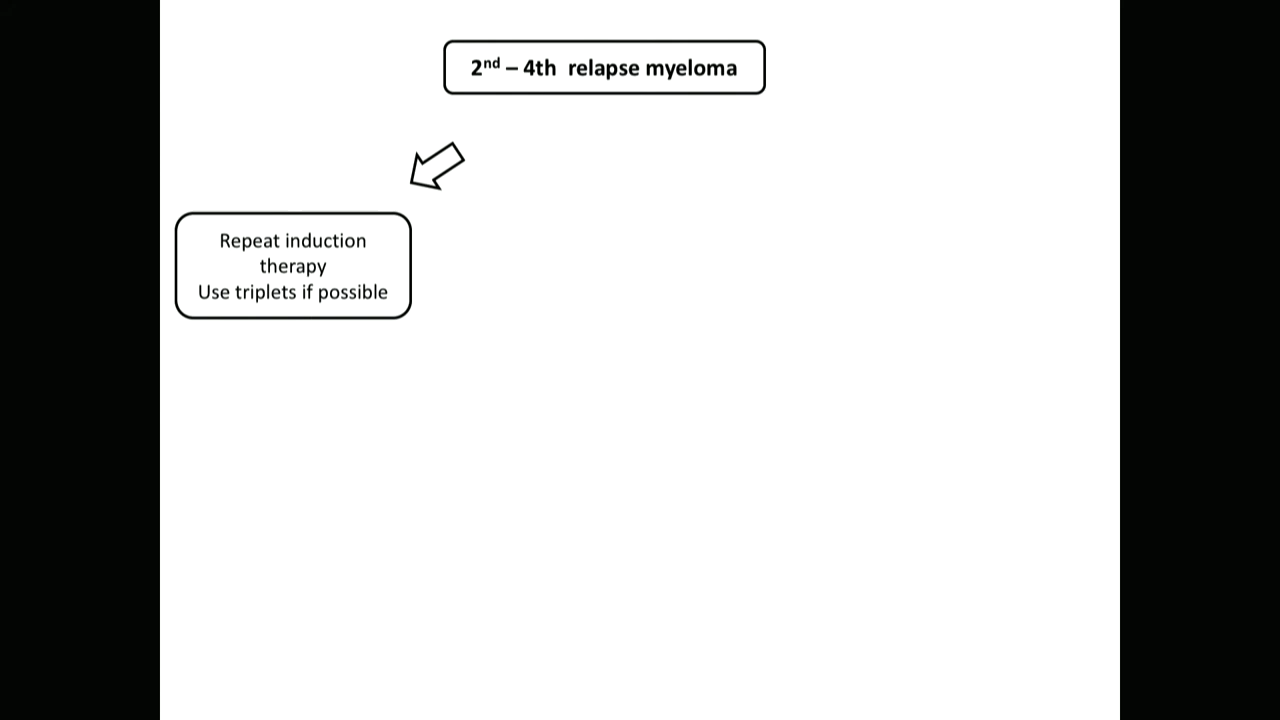 2nd – 4th relapse myeloma
Repeat induction
therapy
Use triplets if possible